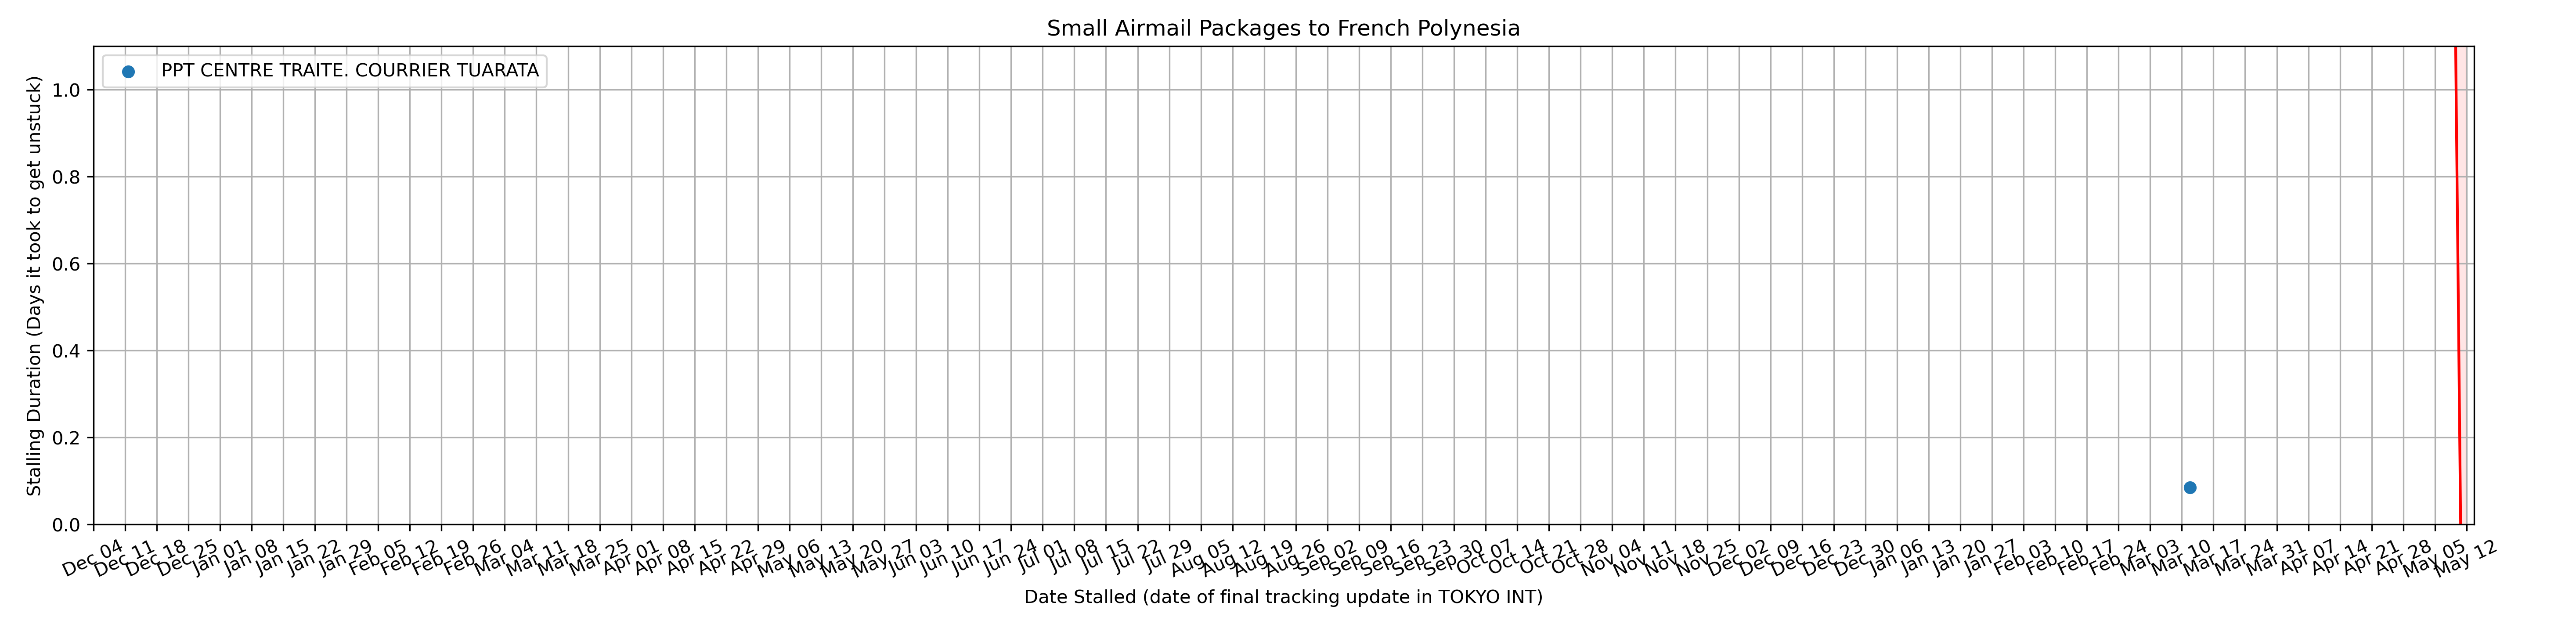 Small Airmail Packages to French Polynesia
PPT CENTRE TRAITE. COURRIER TUARATA
Stalling Duration (Days it took to get unstuck)
1.0
0.8
0.6
0.4
0.2
0.0
Dec 04
Dec 11
Dec 18
Dec 25
Jan 01
Jan 08
Jan 15
Jan 22
Jan 29
Feb 05
Feb 12
Feb 19
Feb 26
Mar 04
Mar 11
Mar 18
Mar 25
Apr 01
Apr 08
Apr 15
Apr 22
Apr 29
May 06
May 13
May 20
May 27
Jun 03
Jun 10
Jun 17
Jun 24
Jul 01
Jul 08
Jul 15
Jul 22
Jul 29
Aug 05
Aug 12
Aug 19
Aug 26
Sep 02
Sep 09
Sep 16
Sep 23
Sep 30
Oct 07
Oct 14
Oct 21
Oct 28
Nov 04
Nov 11
Nov 18
Nov 25
Dec 02
Dec 09
Dec 16
Dec 23
Dec 30
Jan 06
Jan 13
Jan 20
Jan 27
Feb 03
Feb 10
Feb 17
Feb 24
Mar 03
Mar 10
Mar 17
Mar 24
Mar 31
Apr 07
Apr 14
Apr 21
Apr 28
May 05
May 12
Date Stalled (date of final tracking update in TOKYO INT)